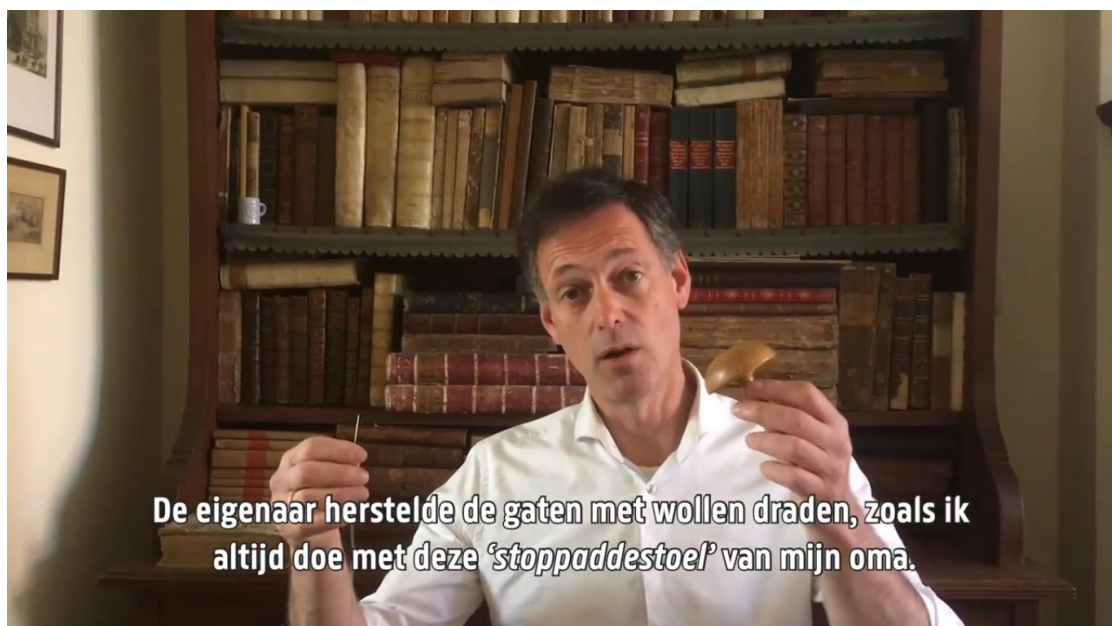 De eigenaar herstelde de gaten met wollen draden, zoals ik
altijd doe met deze ‘stoppaddestoel’ van mijn oma.